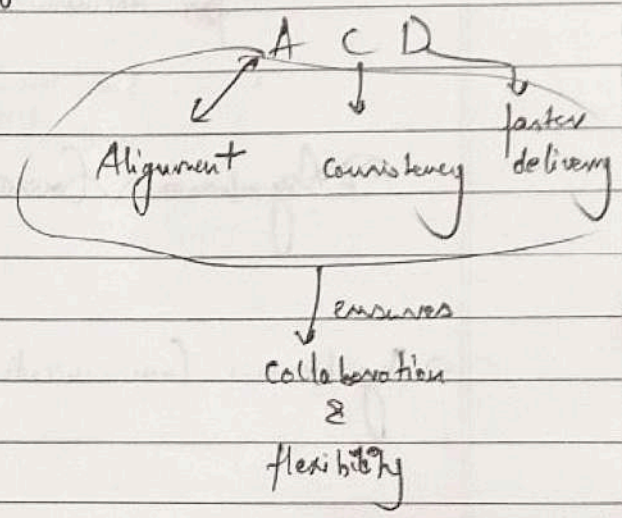 A C D
Alignment consistency faster
delivery
ensures
collaboration
&
flexibility